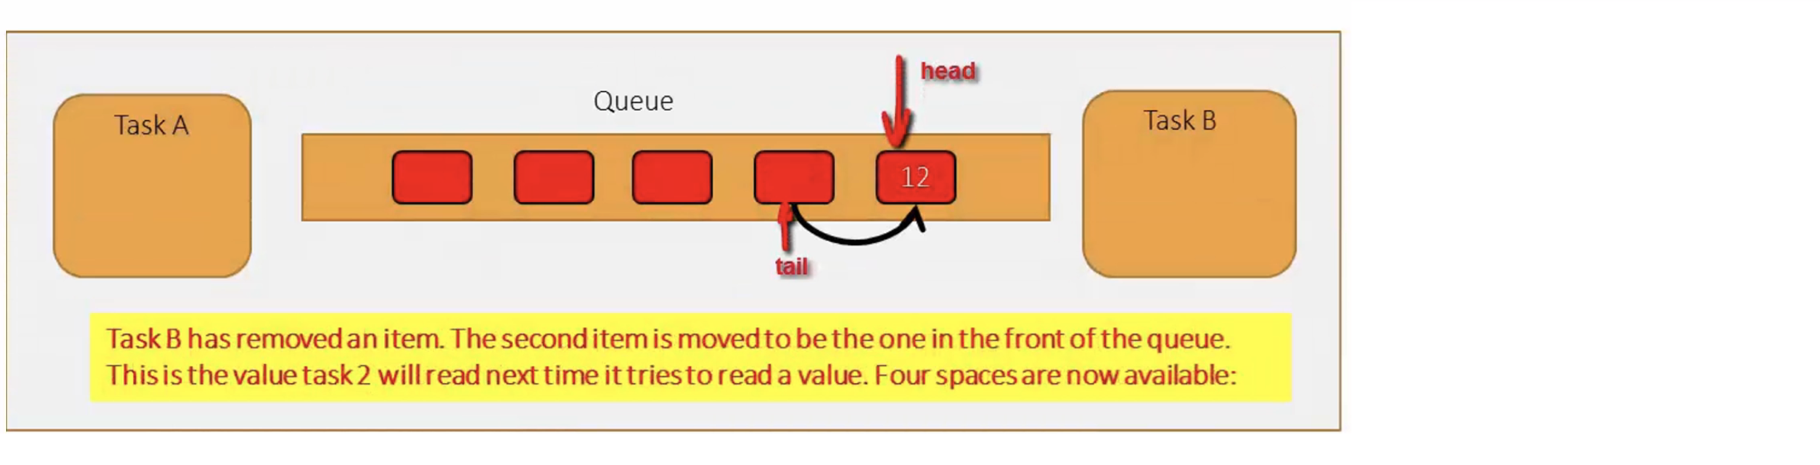 head
Queue
Task A
Task B
12
tail
Task B has removed an item. The second item is moved to be the one in the front of the queue.
This is the value task 2 will read next time it tries to read a value. Four spaces are now available: